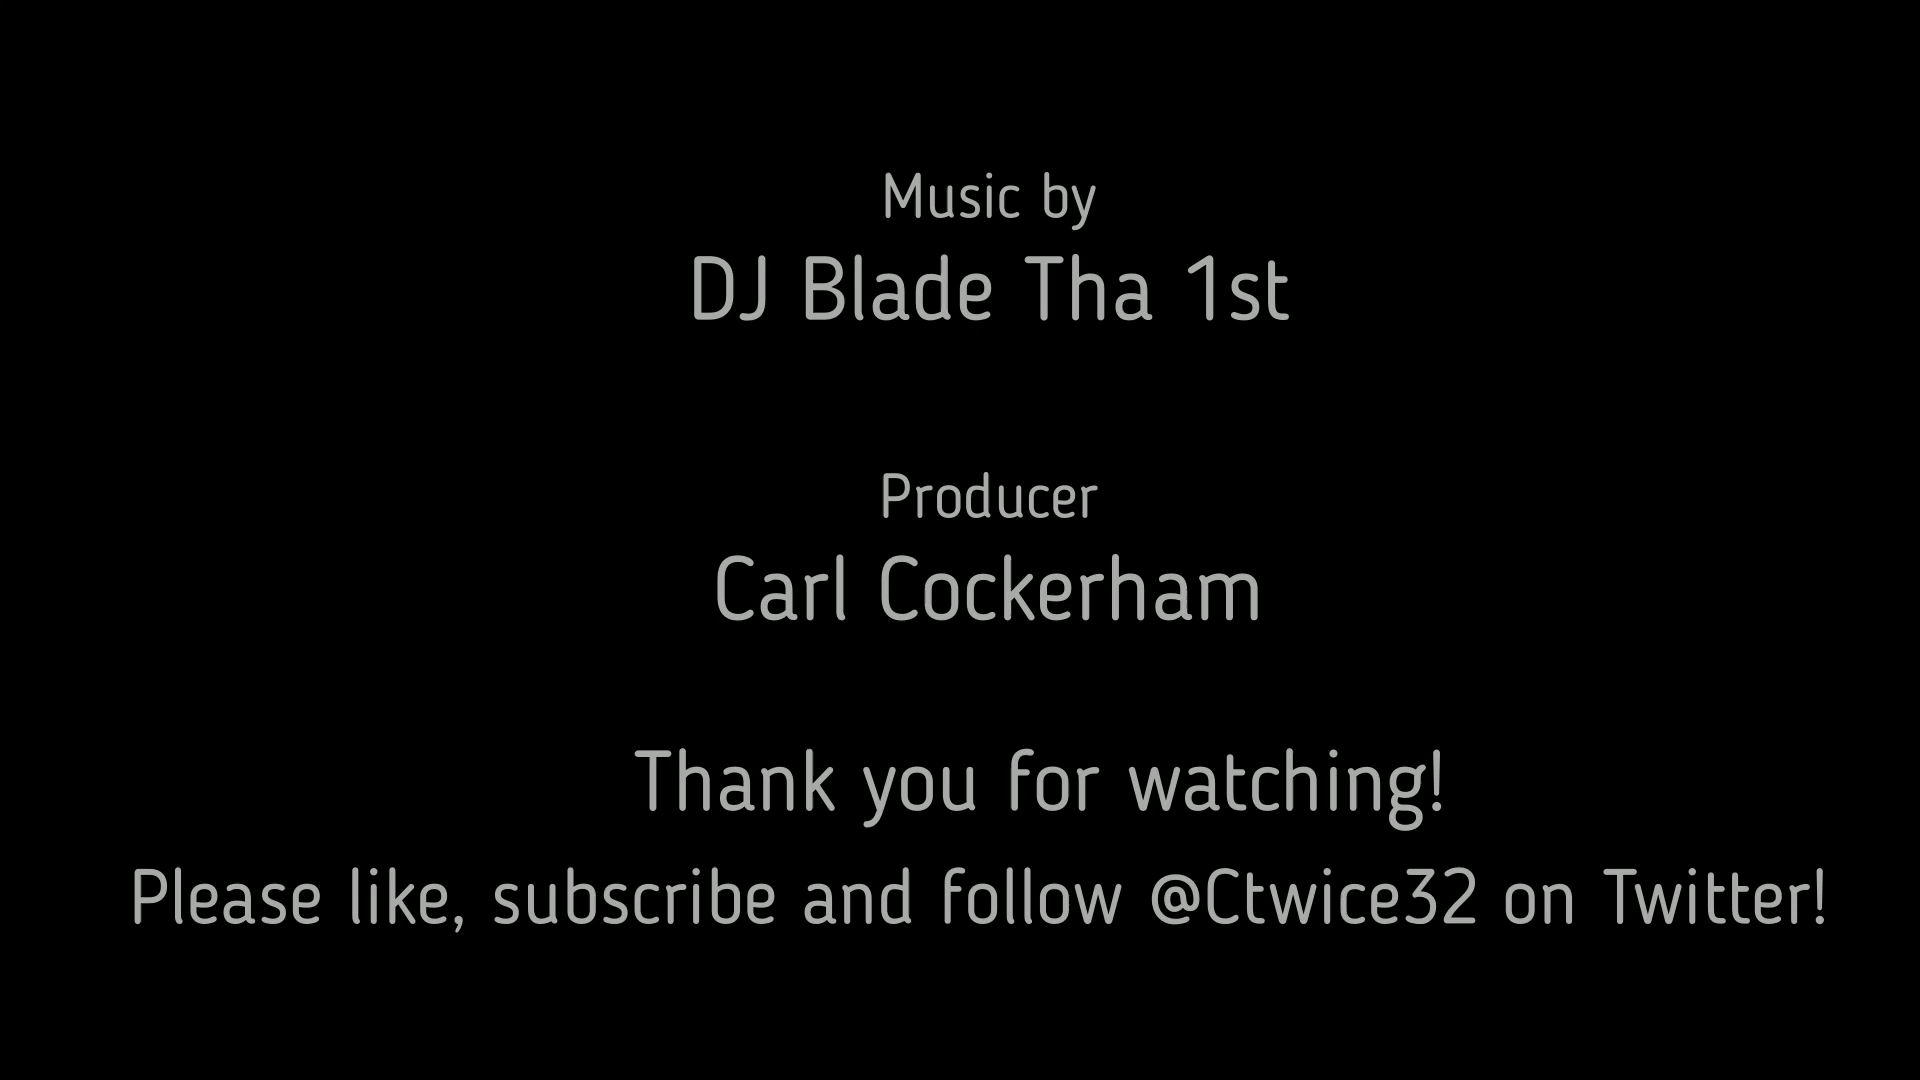 Music by
DJ Blade Tha 1st
Producer
Carl Cockerham
Thank you for watching!
Please like, subscribe and follow @Ctwice32 on Twitter!